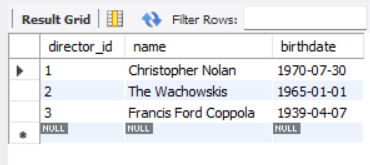 Result Grid Filter Rows:
director_id name birthdate
1 Christopher Nolan 1970-07-30
2 The Wachowskis 1965-01-01
3 Francis Ford Coppola 1939-04-07
NULL NULL NULL